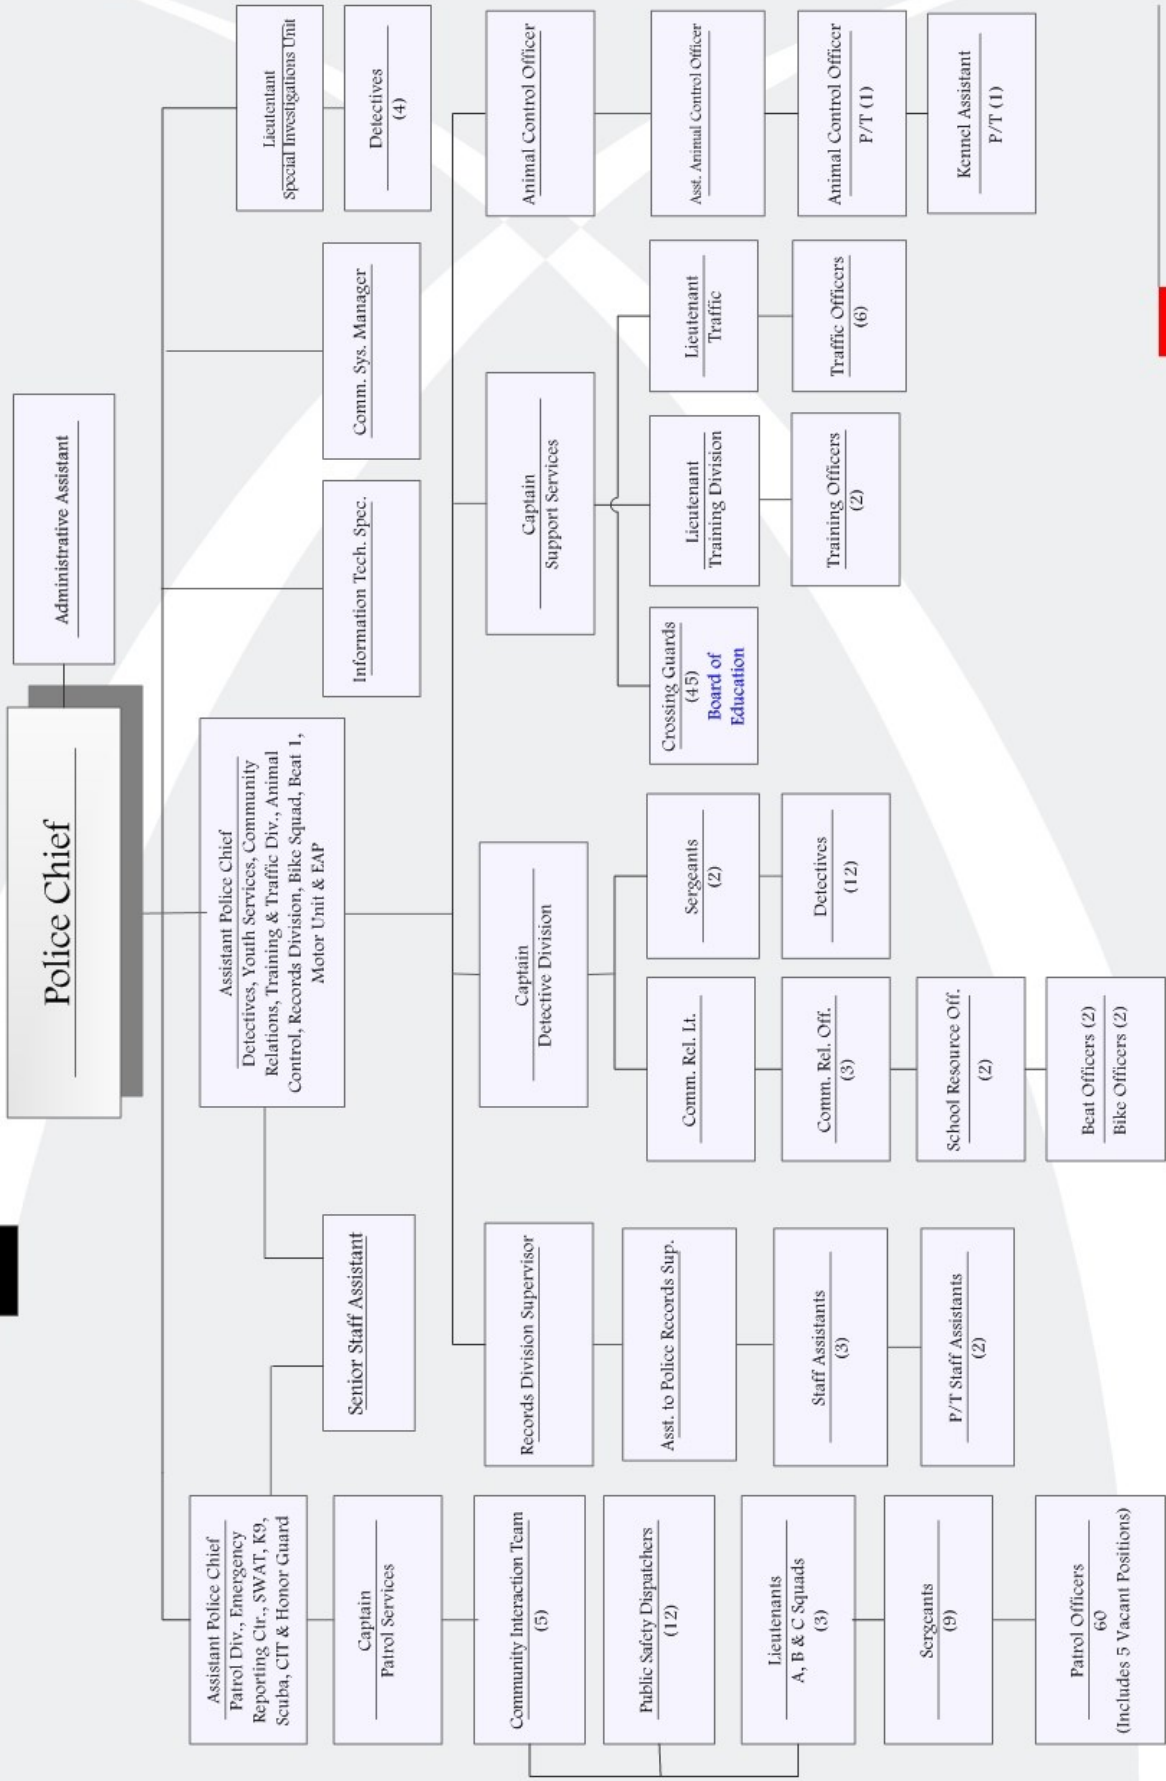 Police Chief
Administrative Assistant
Assistant Police Chief
Patrol Div., Emergency
Reporting Ctr., SWAT, K9,
Scuba, CIT & Honor Guard
Assistant Police Chief
Detectives, Youth Services, Community
Relations, Training & Traffic Div., Animal
Control, Records Division, Bike Squad, Beat 1,
Motor Unit & EAP
Senior Staff Assistant
Information Tech. Spec.
Comm. Sys. Manager
Lieutentant
Special Investigations Unit
Detectives
(4)
Captain
Patrol Services
Community Interaction Team
(5)
Public Safety Dispatchers
(12)
Lieutenants
A, B & C Squads
(3)
Sergeants
(9)
Patrol Officers
60
(Includes 5 Vacant Positions)
Records Division Supervisor
Asst. to Police Records Sup.
Staff Assistants
(3)
P/T Staff Assistants
(2)
Captain
Detective Division
Comm. Rel. Lt.
Comm. Rel. Off.
(3)
School Resource Off.
(2)
Beat Officers (2)
Bike Officers (2)
Sergeants
(2)
Detectives
(12)
Captain
Support Services
Crossing Guards
(45)
Board of
Education
Lieutenant
Training Division
Training Officers
(2)
Lieutenant
Traffic
Traffic Officers
(6)
Animal Control Officer
Asst. Animal Control Officer
Animal Control Officer
P/T (1)
Kennel Assistant
P/T (1)